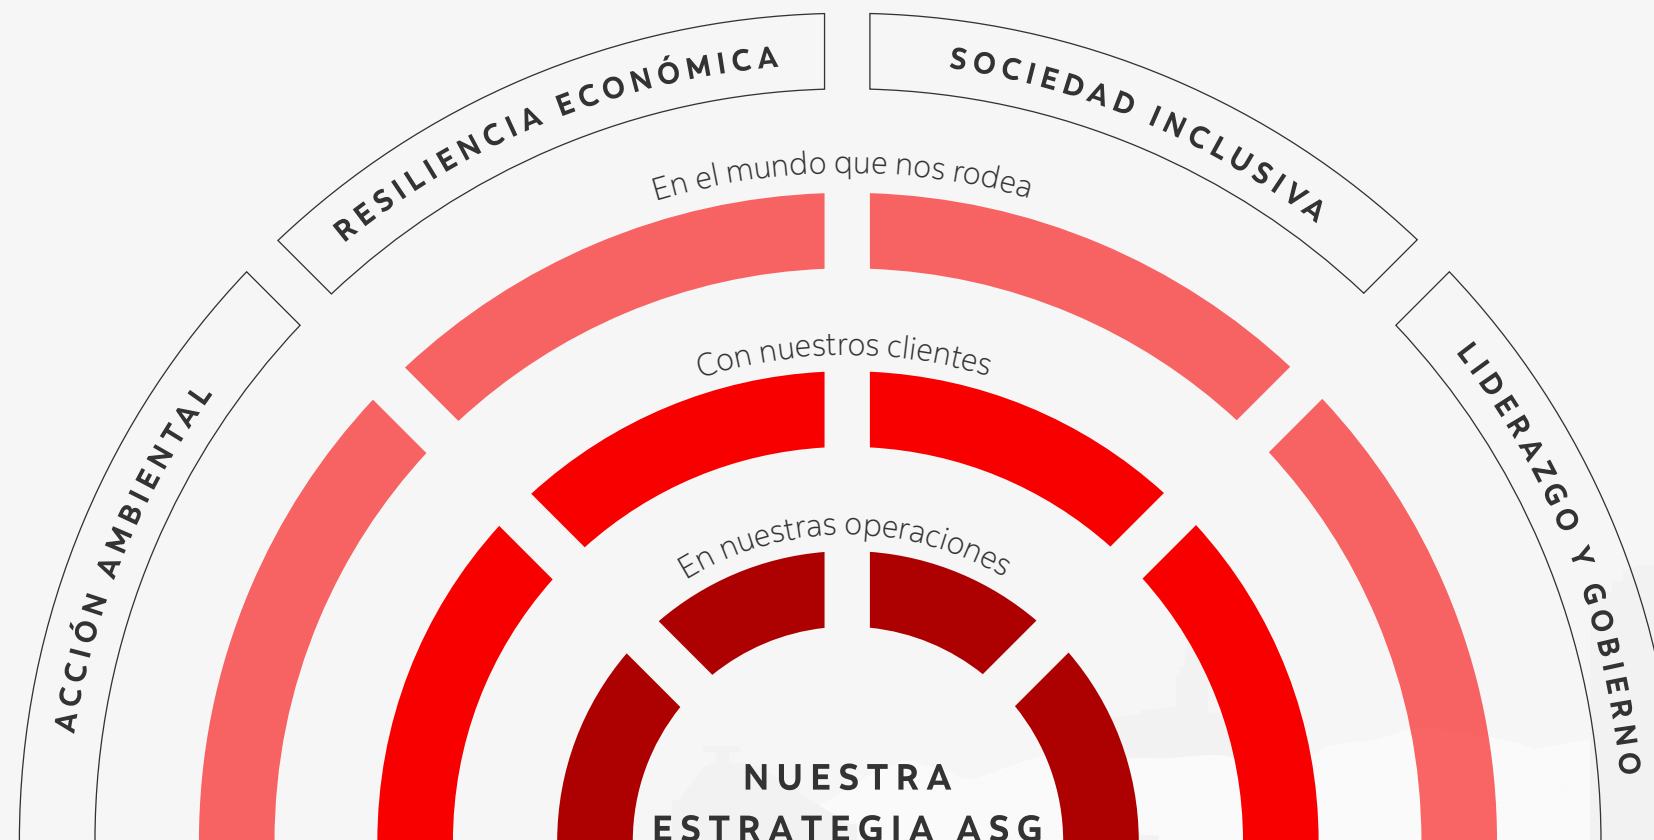 RESILIENCIA ECONÓMICA
SOCIEDAD INCLUSIVA
ACCIÓN AMBIENTAL
LIDERAZGO Y GOBIERNO
En el mundo que nos rodea
Con nuestros clientes
En nuestras operaciones
NUESTRA
ESTRATEGIA ASG